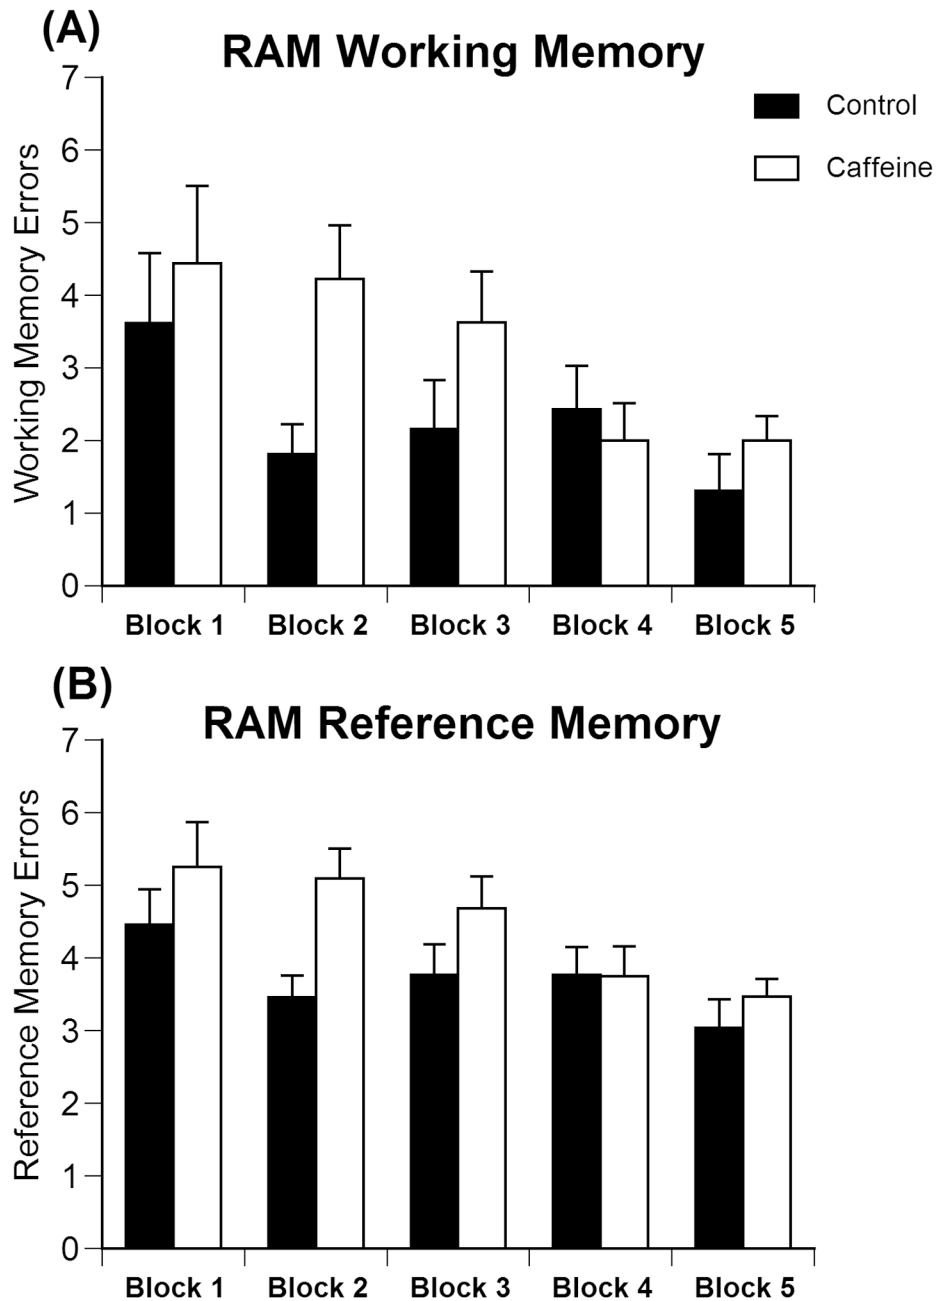 (A)
RAM Working Memory
Control
Caffeine
Working Memory Errors
7
6
5
4
3
2
1
0
Block 1 Block 2 Block 3 Block 4 Block 5
(B)
RAM Reference Memory
Reference Memory Errors
7
6
5
4
3
2
1
0
Block 1 Block 2 Block 3 Block 4 Block 5